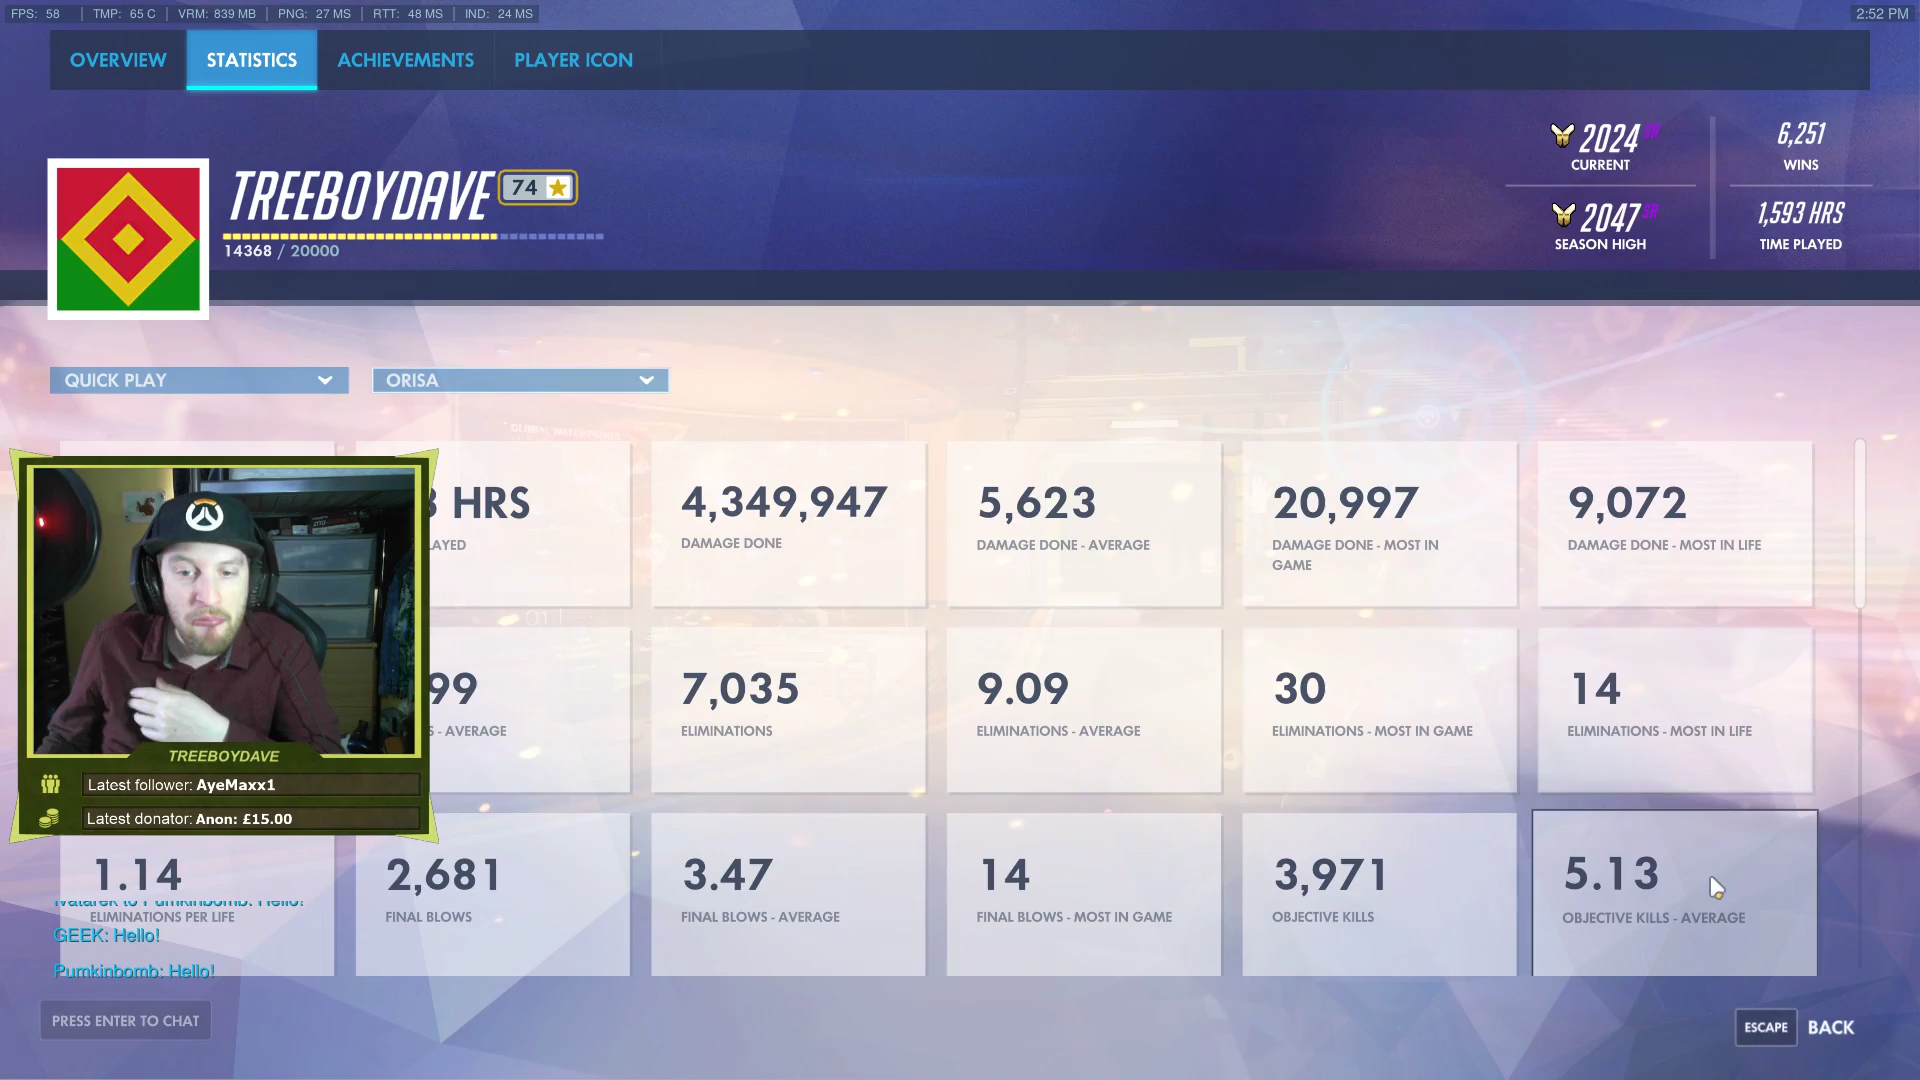 FPS: 58 | TMP: 65 C | VRM: 839 MB | PNG: 27 MS | RTT: 48 MS | IND: 24 MS
2:52 PM
OVERVIEW STATISTICS ACHIEVEMENTS PLAYER ICON
TREEBOYDAVE 74
14368 / 20000
2024 SR
CURRENT
6,251
WINS
2047 SR
SEASON HIGH
1,593 HRS
TIME PLAYED
QUICK PLAY
ORISA
HRS
4,349,947
DAMAGE DONE
5,623
DAMAGE DONE - AVERAGE
20,997
DAMAGE DONE - MOST IN
GAME
9,072
DAMAGE DONE - MOST IN LIFE
99
S - AVERAGE
7,035
ELIMINATIONS
9.09
ELIMINATIONS - AVERAGE
30
ELIMINATIONS - MOST IN GAME
14
ELIMINATIONS - MOST IN LIFE
TREEBOYDAVE
Latest follower: AyeMaxx1
Latest donator: Anon: £15.00
1.14
ELIMINATIONS PER LIFE
2,681
FINAL BLOWS
3.47
FINAL BLOWS - AVERAGE
14
FINAL BLOWS - MOST IN GAME
3,971
OBJECTIVE KILLS
5.13
OBJECTIVE KILLS - AVERAGE
to Pumkinbomb: Hello!
GEEK: Hello!
Pumkinbomb: Hello!
PRESS ENTER TO CHAT
ESCAPE BACK